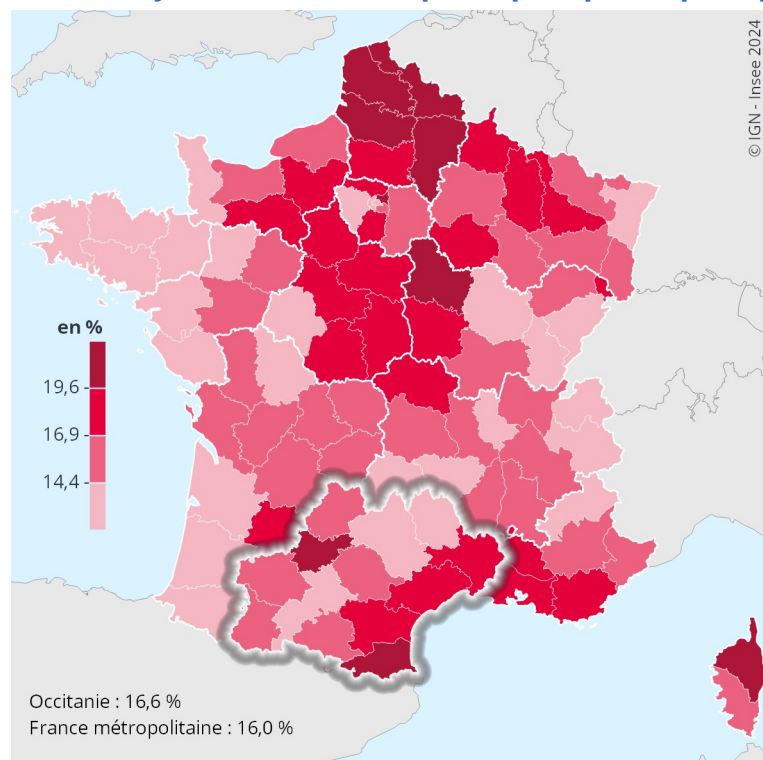 © IGN - Insee 2024
en %
19,6
16,9
14,4
Occitanie : 16,6 %
France métropolitaine : 16,0 %